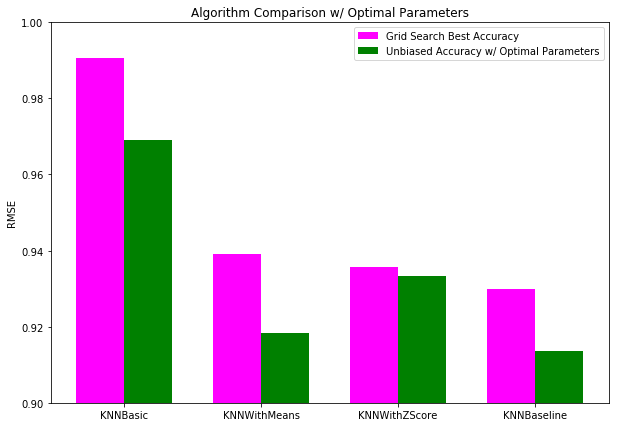 Algorithm Comparison w/ Optimal Parameters
Grid Search Best Accuracy
Unbiased Accuracy w/ Optimal Parameters
RMSE
1.00
0.98
0.96
0.94
0.92
0.90
KNNBasic
KNNWithMeans
KNNWithZScore
KNNBaseline